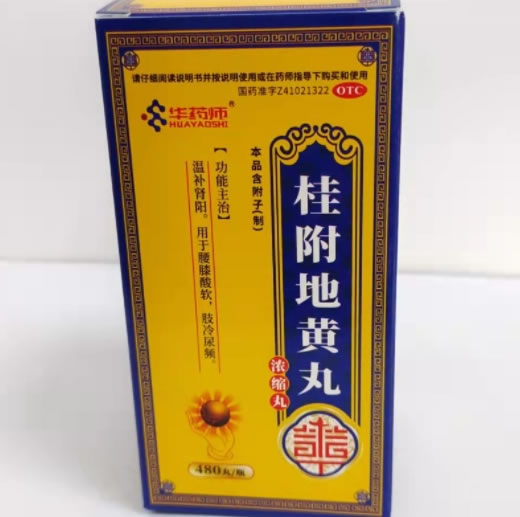 请仔细阅读说明书并按说明使用或在药师指导下购买和使用
国药准字Z41021322 OTC
华药师®
HUAYAOSHI
本品含附子(制)
【功能主治】
温补肾阳。用于腰膝酸软，肢冷尿频。
桂附地黄丸
浓缩丸
480丸/瓶